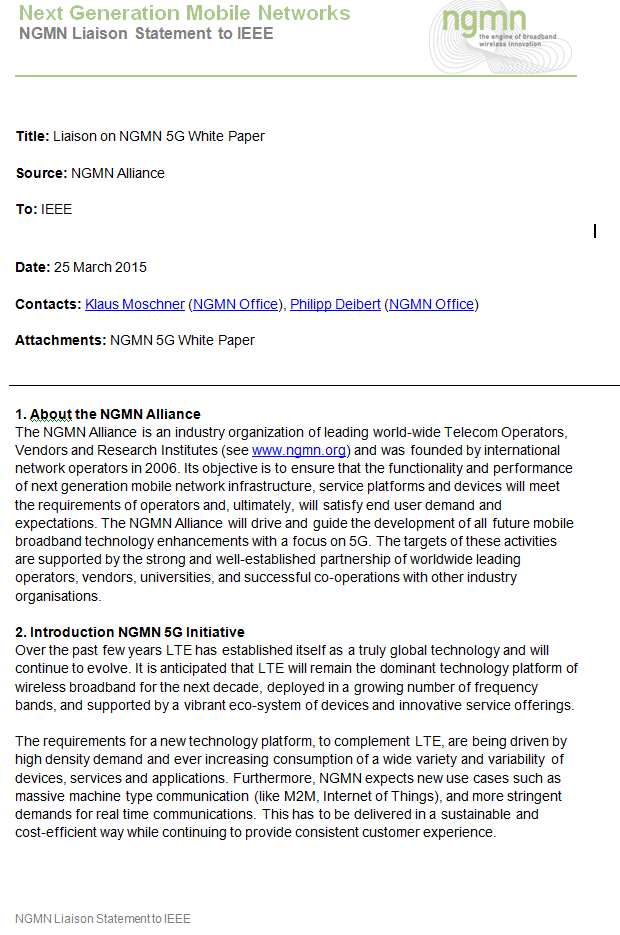 Next Generation Mobile Networks
NGMN Liaison Statement to IEEE
ngmn
the engine of broadband
wireless innovation
Title: Liaison on NGMN 5G White Paper
Source: NGMN Alliance
To: IEEE
Date: 25 March 2015
Contacts: Klaus Moschner (NGMN Office), Philipp Deibert (NGMN Office)
Attachments: NGMN 5G White Paper
1. About the NGMN Alliance
The NGMN Alliance is an industry organization of leading world-wide Telecom Operators,
Vendors and Research Institutes (see www.ngmn.org) and was founded by international
network operators in 2006. Its objective is to ensure that the functionality and performance
of next generation mobile network infrastructure, service platforms and devices will meet
the requirements of operators and, ultimately, will satisfy end user demand and
expectations. The NGMN Alliance will drive and guide the development of all future mobile
broadband technology enhancements with a focus on 5G. The targets of these activities
are supported by the strong and well-established partnership of worldwide leading
operators, vendors, universities, and successful co-operations with other industry
organisations.
2. Introduction NGMN 5G Initiative
Over the past few years LTE has established itself as a truly global technology and will
continue to evolve. It is anticipated that LTE will remain the dominant technology platform of
wireless broadband for the next decade, deployed in a growing number of frequency
bands, and supported by a vibrant eco-system of devices and innovative service offerings.
The requirements for a new technology platform, to complement LTE, are being driven by
high density demand and ever increasing consumption of a wide variety and variability of
devices, services and applications. Furthermore, NGMN expects new use cases such as
massive machine type communication (like M2M, Internet of Things), and more stringent
demands for real time communications. This has to be delivered in a sustainable and
cost-efficient way while continuing to provide consistent customer experience.
NGMN Liaison Statement to IEEE